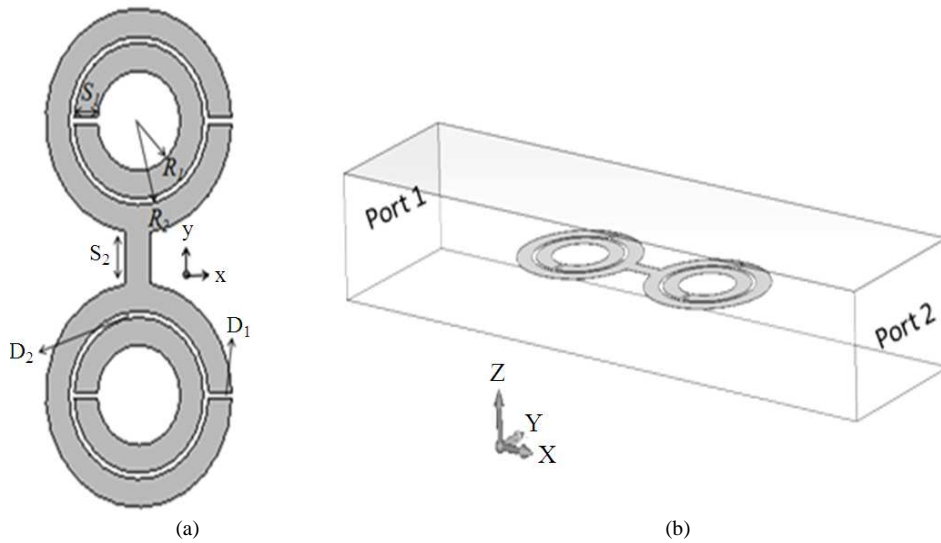 S₁
R₁
R₂
y
S₂
x
D₁
D₂
(a)
Port 1
Port 2
Z
Y
X
(b)